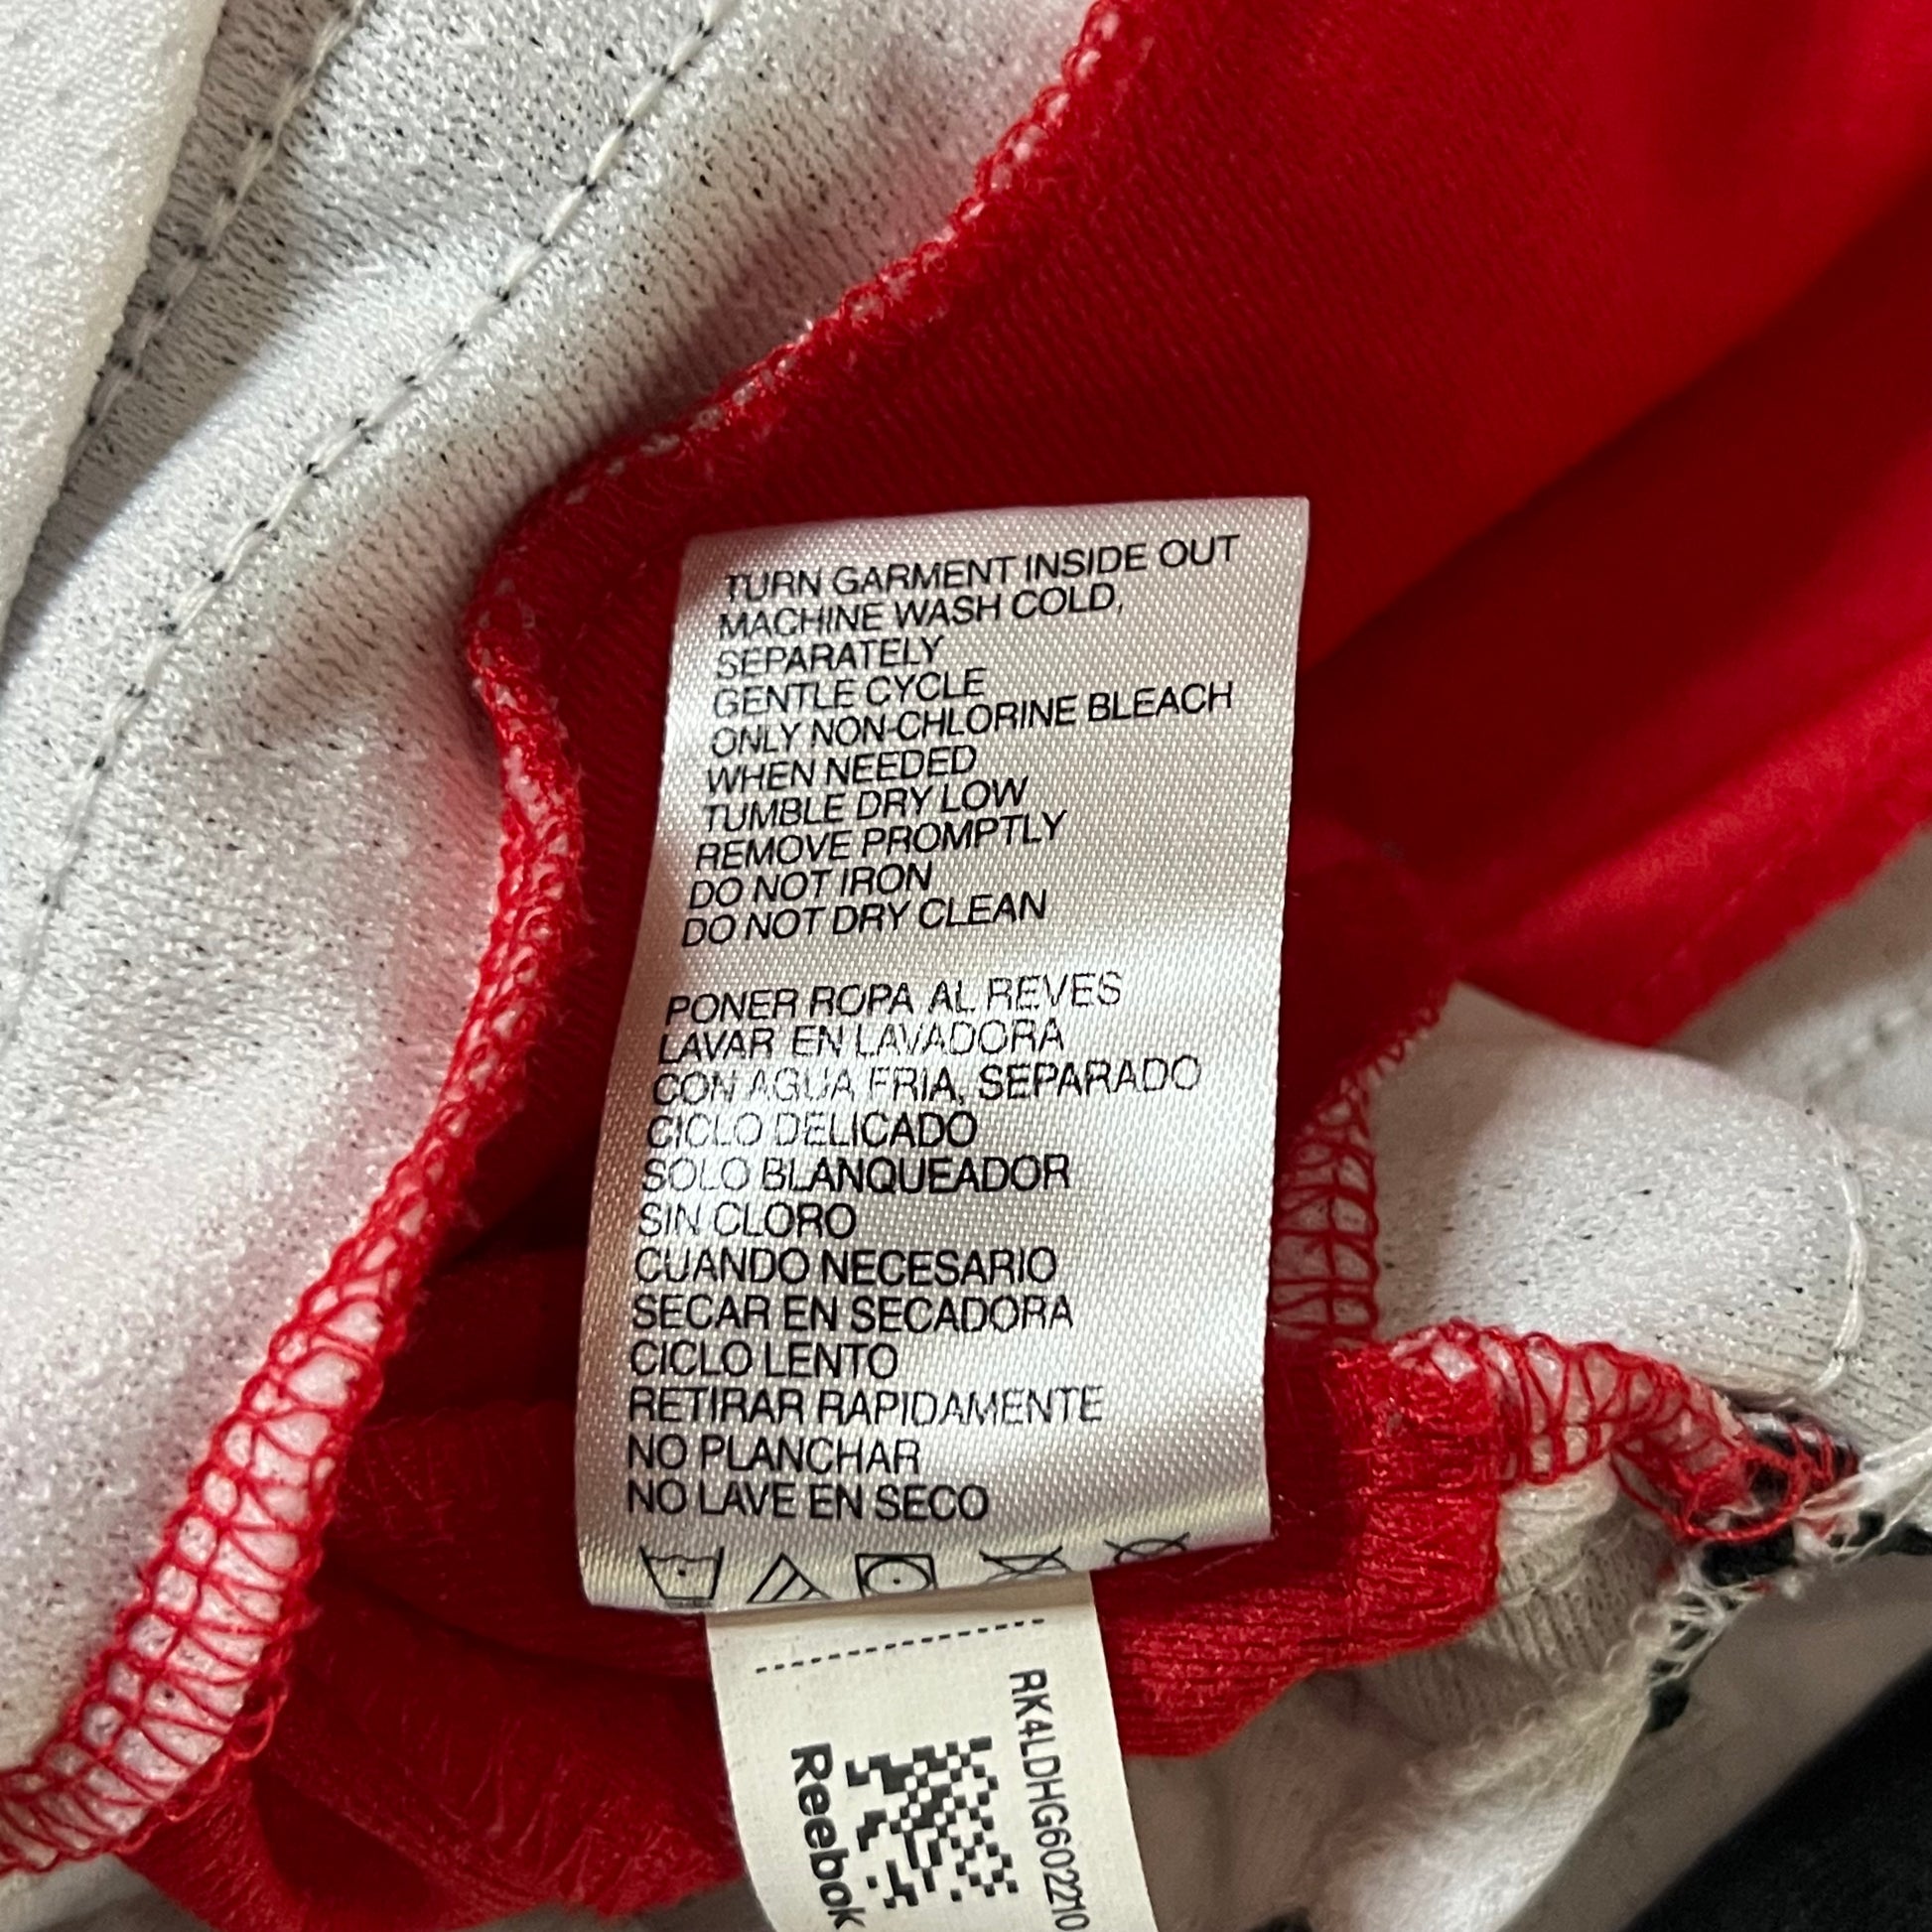 TURN GARMENT INSIDE OUT
MACHINE WASH COLD,
SEPARATELY
GENTLE CYCLE
ONLY NON-CHLORINE BLEACH
WHEN NEEDED
TUMBLE DRY LOW
REMOVE PROMPTLY
DO NOT IRON
DO NOT DRY CLEAN
PONER ROPA AL REVES
LAVAR EN LAVADORA
CON AGUA FRIA, SEPARADO
CICLO DELICADO
SOLO BLANQUEADOR
SIN CLORO
CUANDO NECESARIO
SECAR EN SECADORA
CICLO LENTO
RETIRAR RAPIDAMENTE
NO PLANCHAR
NO LAVE EN SECO
RK4LDHG602210
Reebok